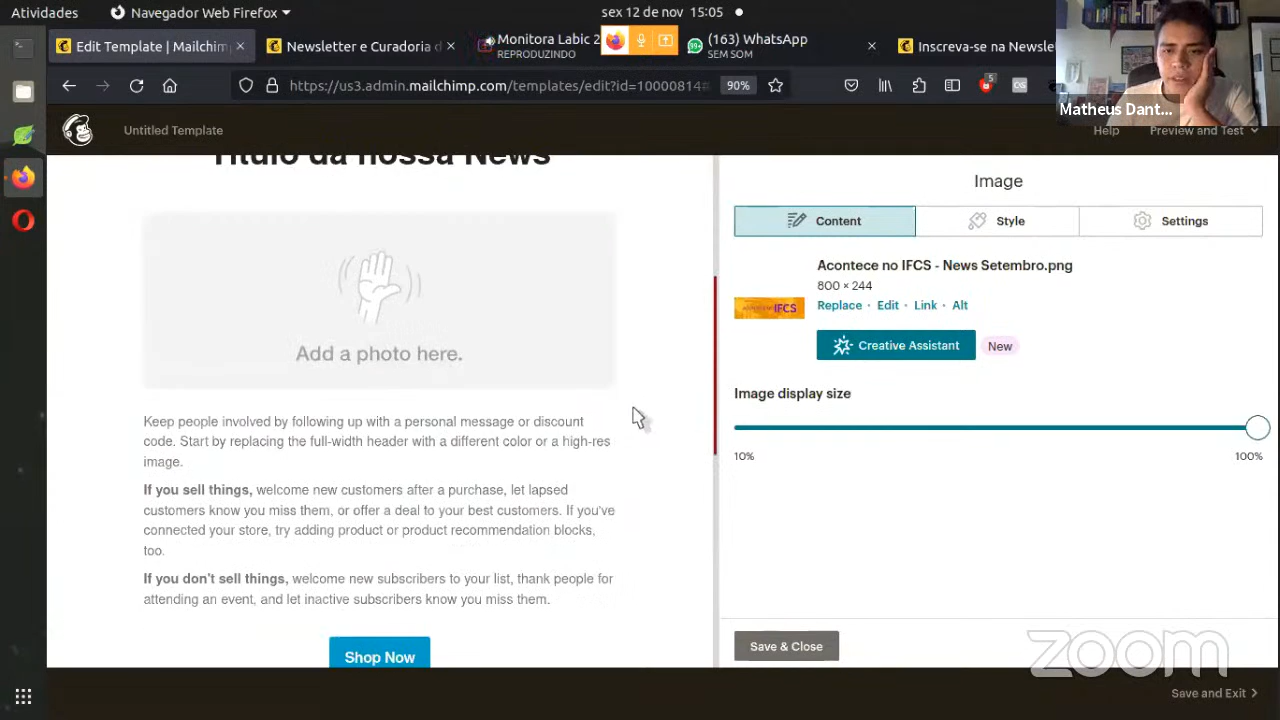 Atividades
Navegador Web Firefox
sex 12 de nov 15:05
Edit Template | Mailchim
Newsletter e Curadoria d
Monitora Labic 2
REPRODUZINDO
99+
(163) WhatsApp
SEM SOM
Inscreva-se na Newsle
https://us3.admin.mailchimp.com/templates/edit?id=10000814#
90%
5
Matheus Dant...
Untitled Template
Help
Preview and Test
Título da nossa News
Add a photo here.
Keep people involved by following up with a personal message or discount
code. Start by replacing the full-width header with a different color or a high-res
image.
If you sell things, welcome new customers after a purchase, let lapsed
customers know you miss them, or offer a deal to your best customers. If you've
connected your store, try adding product or product recommendation blocks,
too.
If you don't sell things, welcome new subscribers to your list, thank people for
attending an event, and let inactive subscribers know you miss them.
Shop Now
Image
Content
Style
Settings
Acontece no IFCS - News Setembro.png
800 × 244
IFCS
Replace · Edit · Link · Alt
Creative Assistant
New
Image display size
10%
100%
Save & Close
zoom
Save and Exit